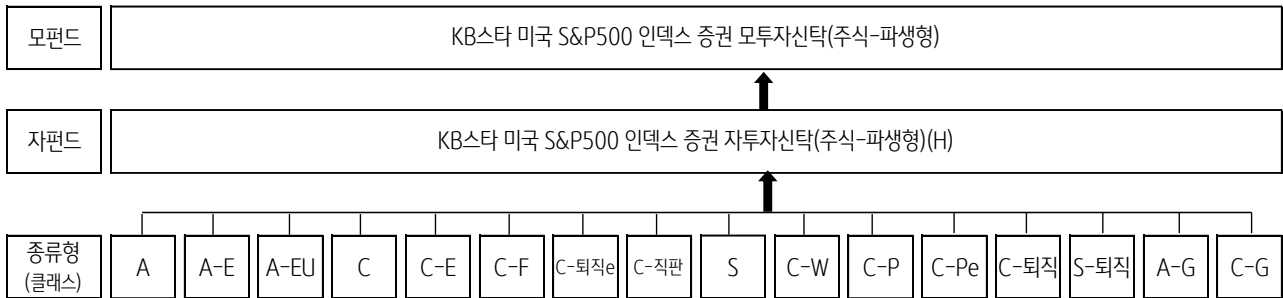 모펀드
KB스타 미국 S&P500 인덱스 증권 모투자신탁(주식-파생형)
자펀드
KB스타 미국 S&P500 인덱스 증권 자투자신탁(주식-파생형)(H)
종류형
(클래스)
A
A-E
A-EU
C
C-E
C-F
C-퇴직e
C-직판
S
C-W
C-P
C-Pe
C-퇴직
S-퇴직
A-G
C-G